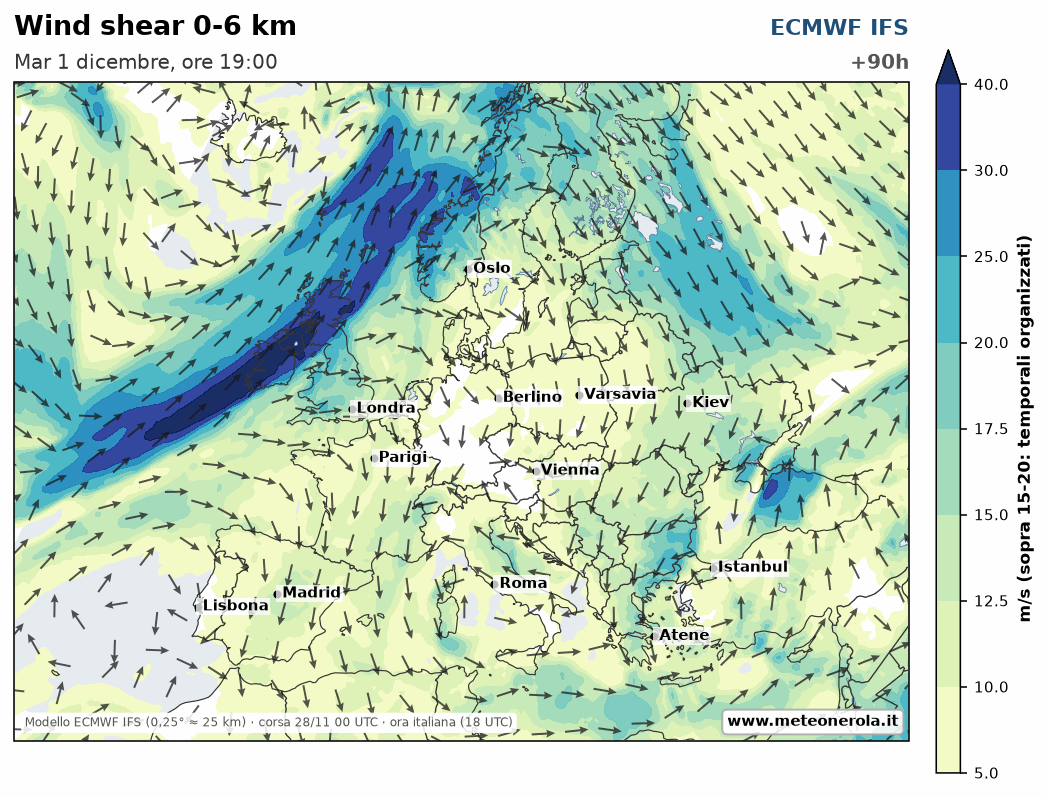 Wind shear 0-6 km
ECMWF IFS
Mar 1 dicembre, ore 19:00
+90h
40.0
30.0
25.0
20.0
17.5
15.0
12.5
10.0
5.0
m/s (sopra 15-20: temporali organizzati)
Oslo
Londra
Berlino
Varsavia
Kiev
Parigi
Vienna
Istanbul
Roma
Madrid
Lisbona
Atene
Modello ECMWF IFS (0,25° ≈ 25 km) · corsa 28/11 00 UTC · ora italiana (18 UTC)
www.meteonerola.it